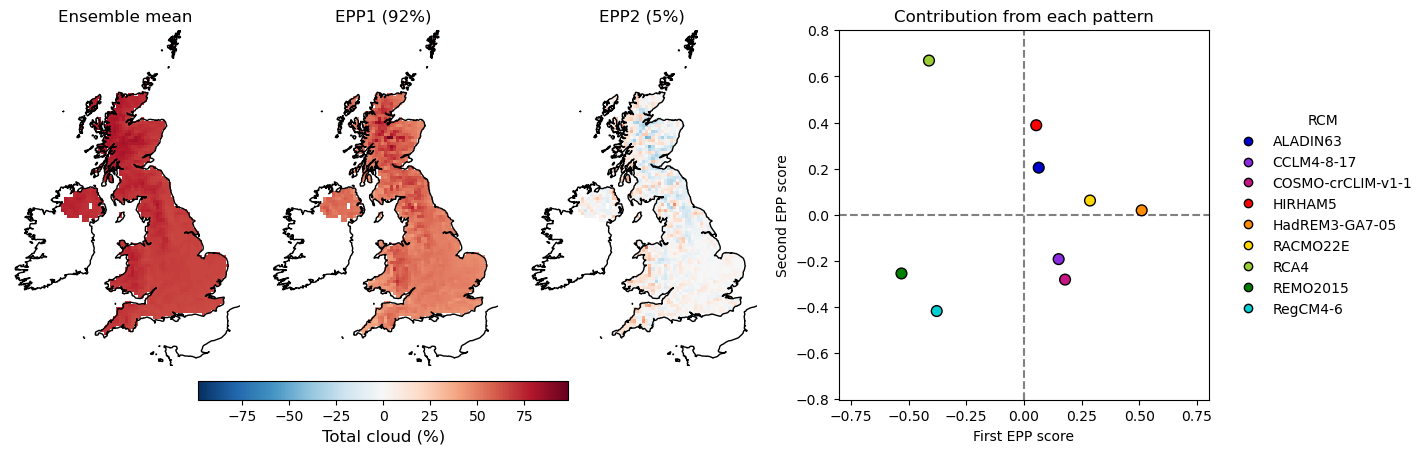 Ensemble mean
EPP1 (92%)
EPP2 (5%)
−75 −50 −25 0 25 50 75
Total cloud (%)
Contribution from each pattern
Second EPP score
0.8
0.6
0.4
0.2
0.0
−0.2
−0.4
−0.6
−0.8
−0.75 −0.50 −0.25 0.00 0.25 0.50 0.75
First EPP score
RCM
ALADIN63
CCLM4-8-17
COSMO-crCLIM-v1-1
HIRHAM5
HadREM3-GA7-05
RACMO22E
RCA4
REMO2015
RegCM4-6